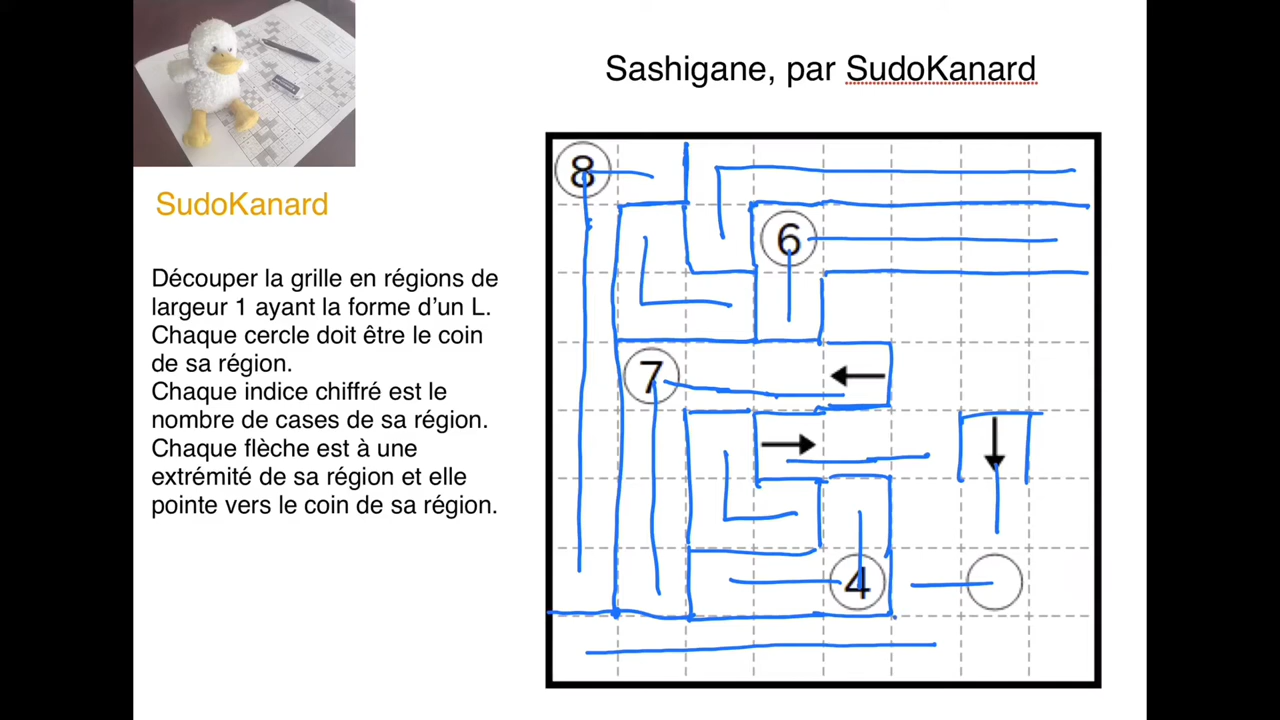 Sashigane, par SudoKanard
SudoKanard
Découper la grille en régions de
largeur 1 ayant la forme d’un L.
Chaque cercle doit être le coin
de sa région.
Chaque indice chiffré est le
nombre de cases de sa région.
Chaque flèche est à une
extrémité de sa région et elle
pointe vers le coin de sa région.
8
6
7
4